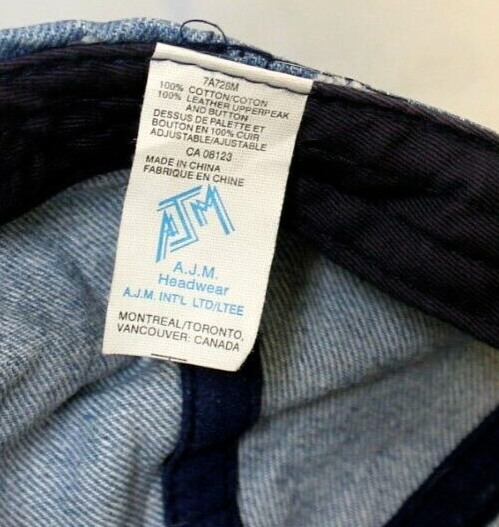 7A726M
100% COTTON/COTON
100% LEATHER UPPERPEAK
AND BUTTON
DESSUS DE PALETTE ET
BOUTON EN 100% CUIR
ADJUSTABLE/AJUSTABLE
CA 08123
MADE IN CHINA
FABRIQUE EN CHINE
AJM
A.J.M.
Headwear
A.J.M. INT'L LTD/LTEE
MONTREAL/TORONTO,
VANCOUVER: CANADA